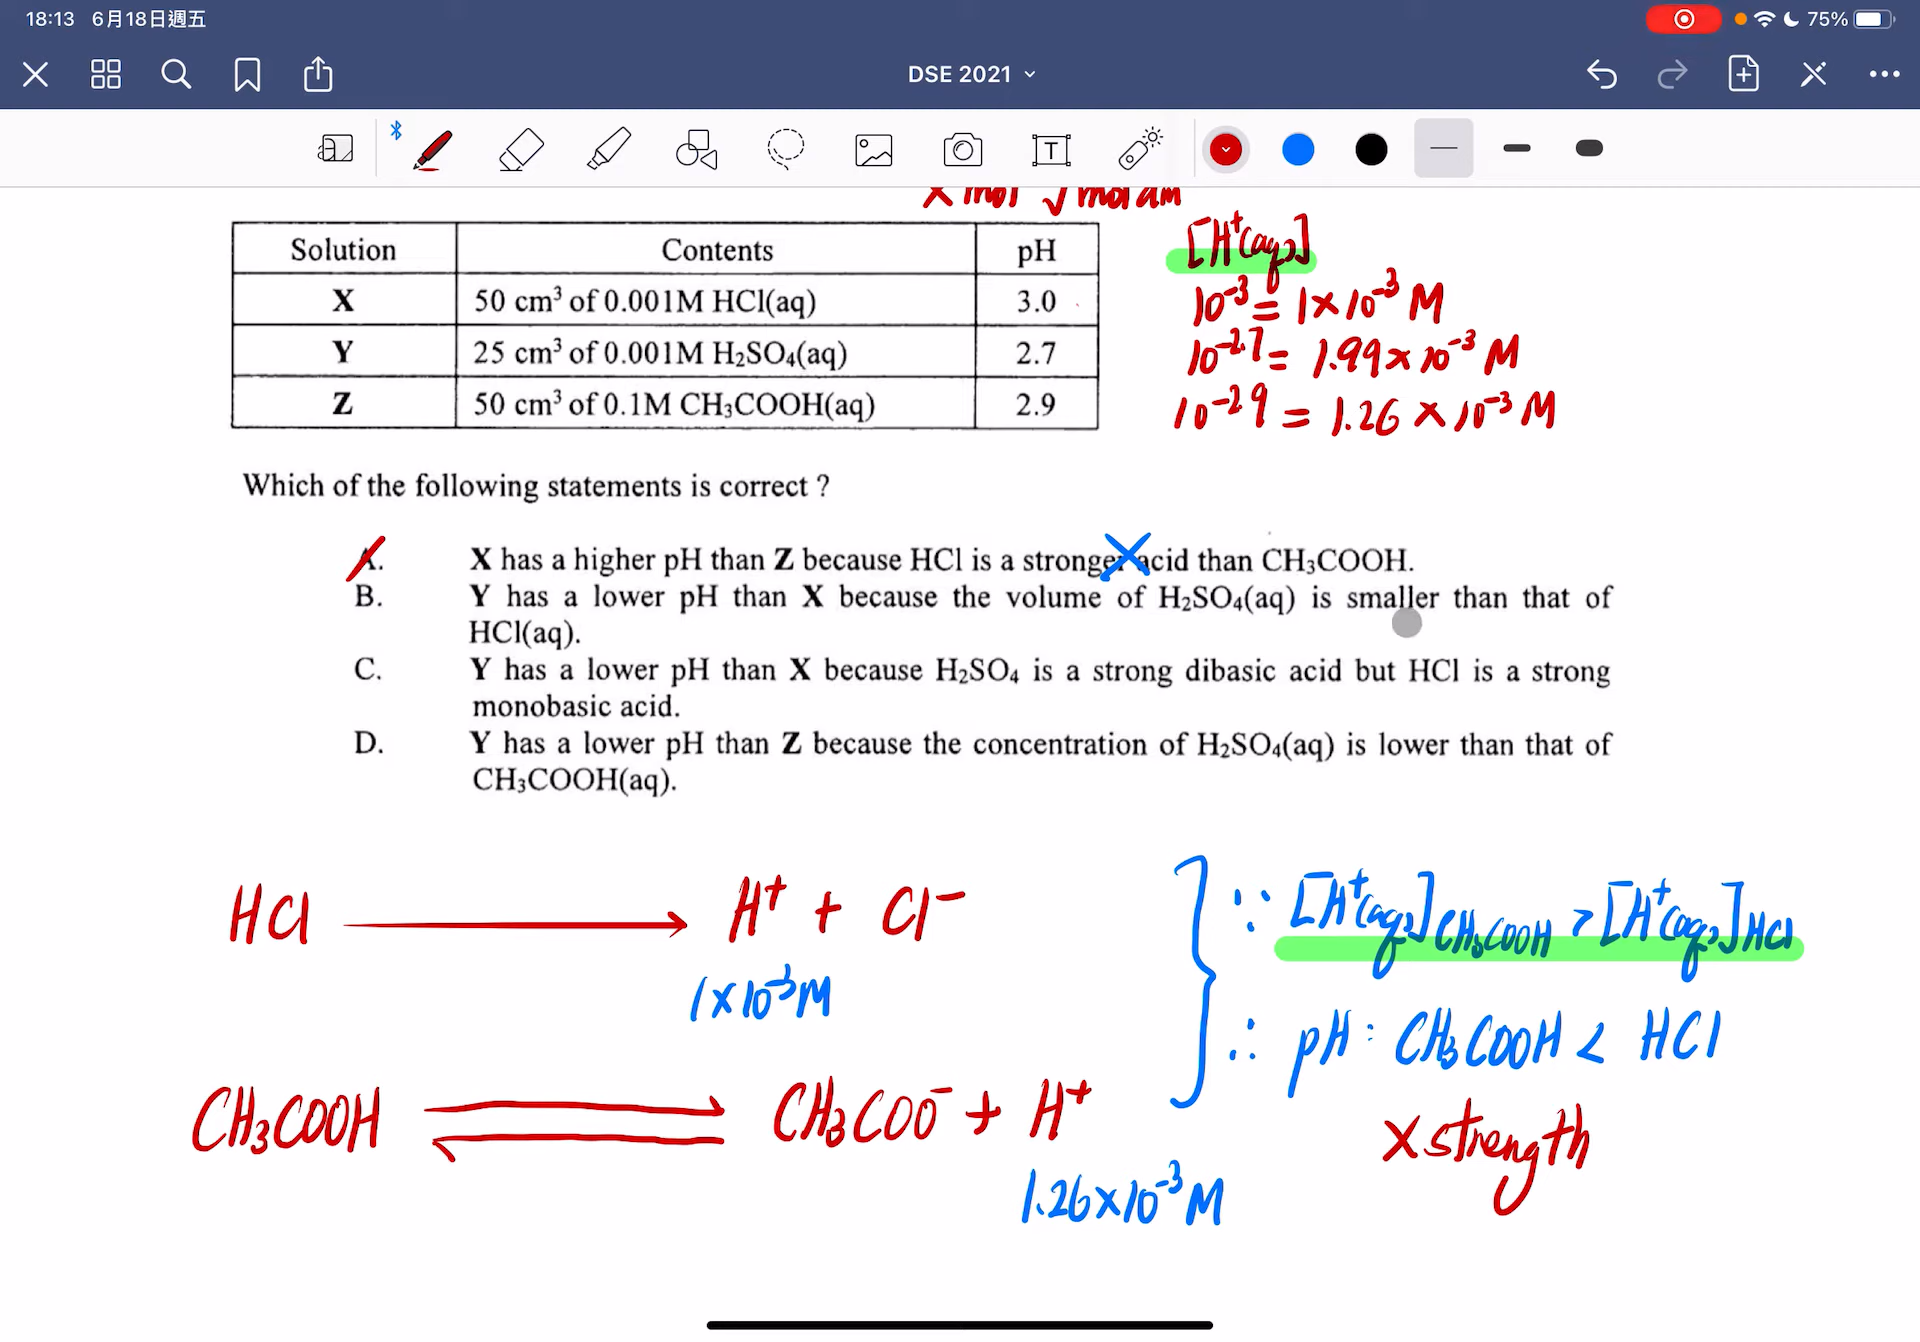 18:13 6月18日週五
75%
DSE 2021
a
T
x mol √ mol dm
Solution Contents pH
X 50 cm³ of 0.001M HCl(aq) 3.0
Y 25 cm³ of 0.001M H₂SO₄(aq) 2.7
Z 50 cm³ of 0.1M CH₃COOH(aq) 2.9
[H⁺(aq)]
10⁻³ = 1×10⁻³ M
10⁻²·⁷ = 1.99×10⁻³ M
10⁻²⁹ = 1.26×10⁻³ M
Which of the following statements is correct ?
A. X has a higher pH than Z because HCl is a stronger acid than CH₃COOH.
B. Y has a lower pH than X because the volume of H₂SO₄(aq) is smaller than that of
HCl(aq).
C. Y has a lower pH than X because H₂SO₄ is a strong dibasic acid but HCl is a strong
monobasic acid.
D. Y has a lower pH than Z because the concentration of H₂SO₄(aq) is lower than that of
CH₃COOH(aq).
HCl → H⁺ + Cl⁻
1×10⁻³M
CH₃COOH ⇌ CH₃COO⁻ + H⁺
1.26×10⁻³M
∵ [H⁺(aq)]CH₃COOH > [H⁺(aq)]HCl
∴ pH : CH₃COOH < HCl
X strength